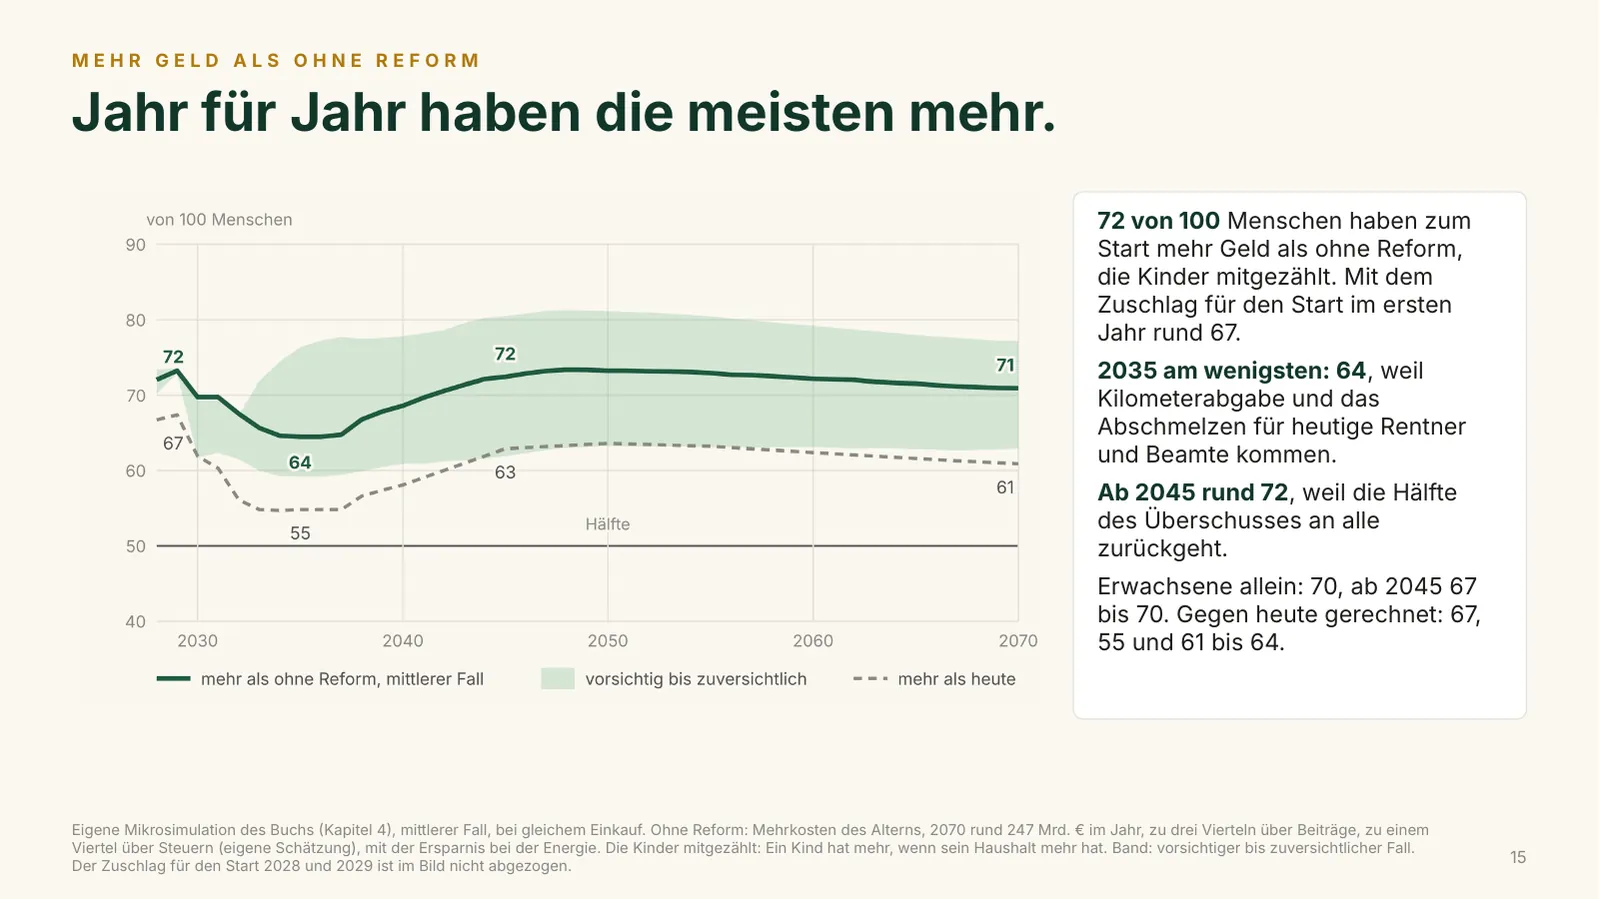 MEHR GELD ALS OHNE REFORM
Jahr für Jahr haben die meisten mehr.
von 100 Menschen
90
80
70
60
50
40
72
67
64
55
72
63
Hälfte
71
61
2030
2040
2050
2060
2070
mehr als ohne Reform, mittlerer Fall
vorsichtig bis zuversichtlich
mehr als heute
72 von 100 Menschen haben zum
Start mehr Geld als ohne Reform,
die Kinder mitgezählt. Mit dem
Zuschlag für den Start im ersten
Jahr rund 67.
2035 am wenigsten: 64, weil
Kilometerabgabe und das
Abschmelzen für heutige Rentner
und Beamte kommen.
Ab 2045 rund 72, weil die Hälfte
des Überschusses an alle
zurückgeht.
Erwachsene allein: 70, ab 2045 67
bis 70. Gegen heute gerechnet: 67,
55 und 61 bis 64.
Eigene Mikrosimulation des Buchs (Kapitel 4), mittlerer Fall, bei gleichem Einkauf. Ohne Reform: Mehrkosten des Alterns, 2070 rund 247 Mrd. € im Jahr, zu drei Vierteln über Beiträge, zu einem
Viertel über Steuern (eigene Schätzung), mit der Ersparnis bei der Energie. Die Kinder mitgezählt: Ein Kind hat mehr, wenn sein Haushalt mehr hat. Band: vorsichtiger bis zuversichtlicher Fall.
Der Zuschlag für den Start 2028 und 2029 ist im Bild nicht abgezogen.
15